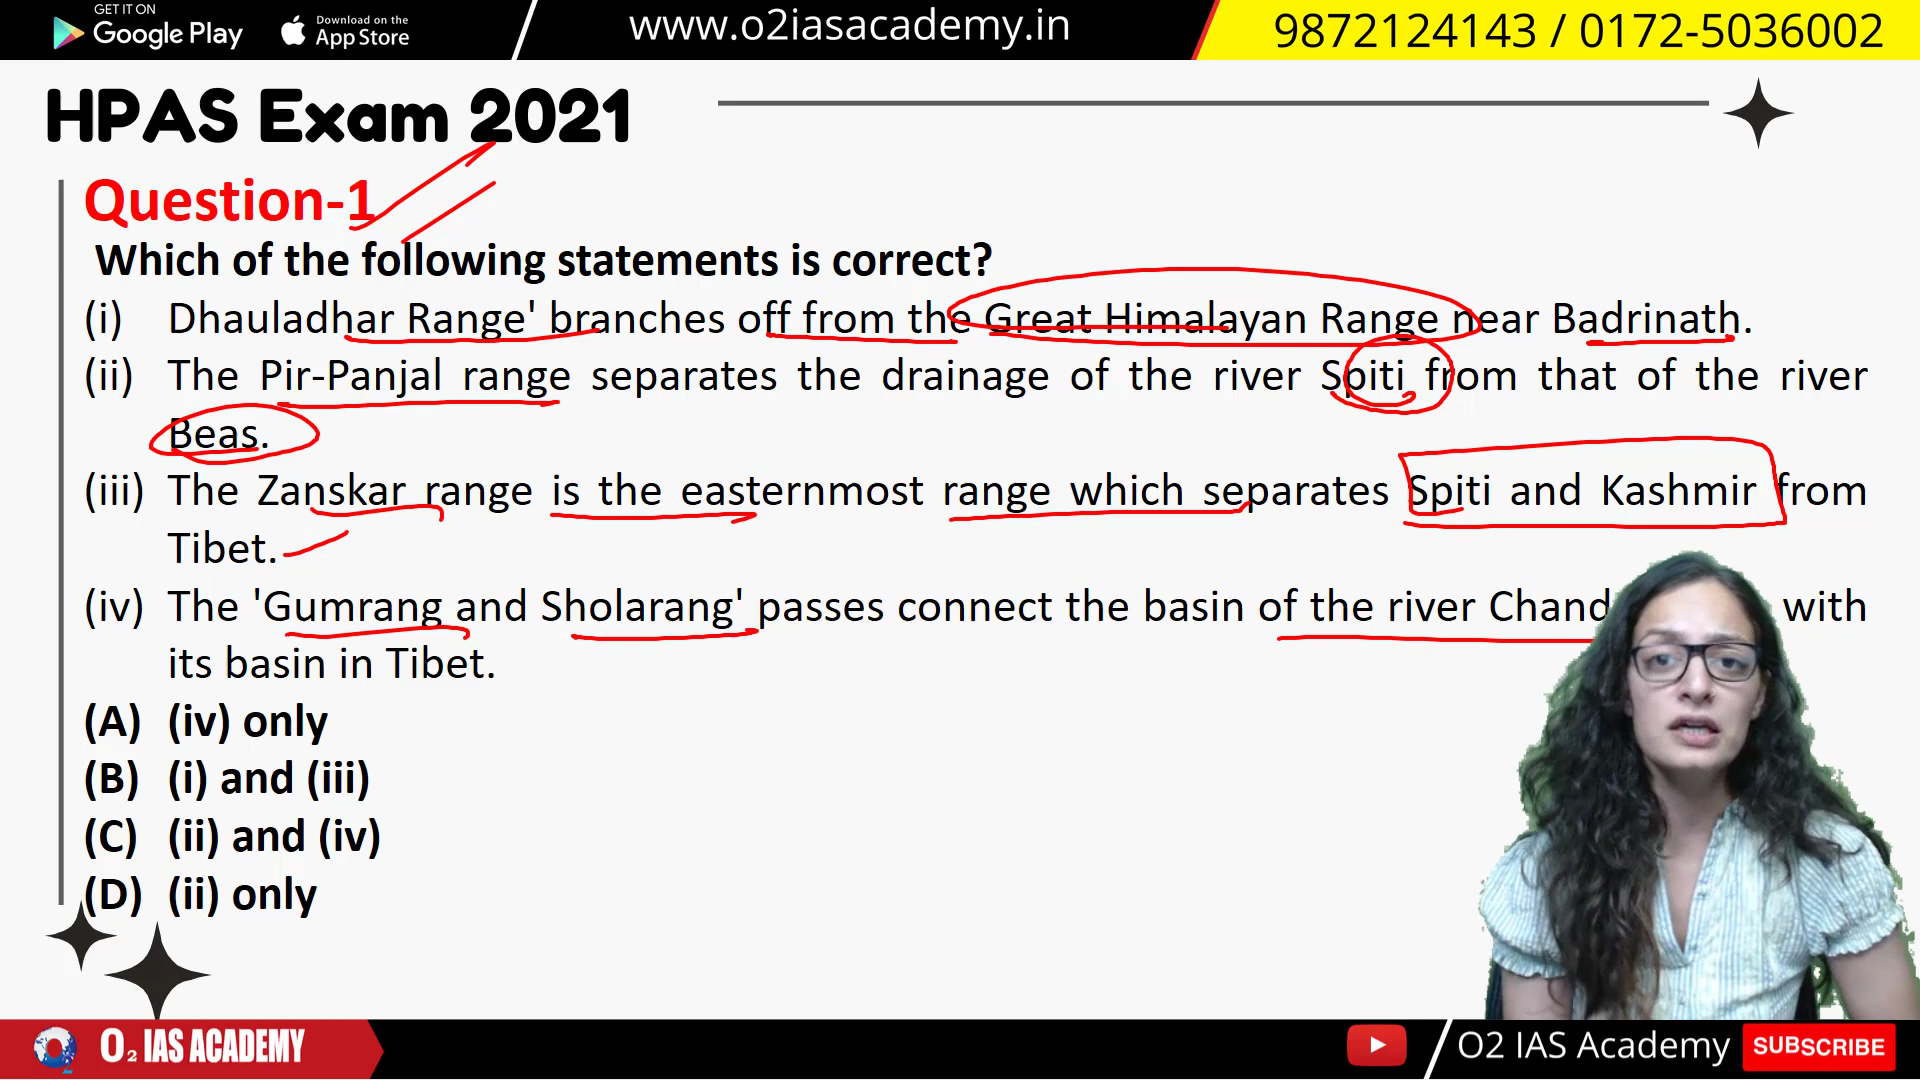 GET IT ON
Google Play
Download on the
App Store
www.o2iasacademy.in
9872124143 / 0172-5036002
HPAS Exam 2021
Question-1
Which of the following statements is correct?
(i) Dhauladhar Range' branches off from the Great Himalayan Range near Badrinath.
(ii) The Pir-Panjal range separates the drainage of the river Spiti from that of the river
Beas.
(iii) The Zanskar range is the easternmost range which separates Spiti and Kashmir from
Tibet.
(iv) The 'Gumrang and Sholarang' passes connect the basin of the river Chand with
its basin in Tibet.
(A) (iv) only
(B) (i) and (iii)
(C) (ii) and (iv)
(D) (ii) only
O2 IAS ACADEMY
O2 IAS Academy
SUBSCRIBE